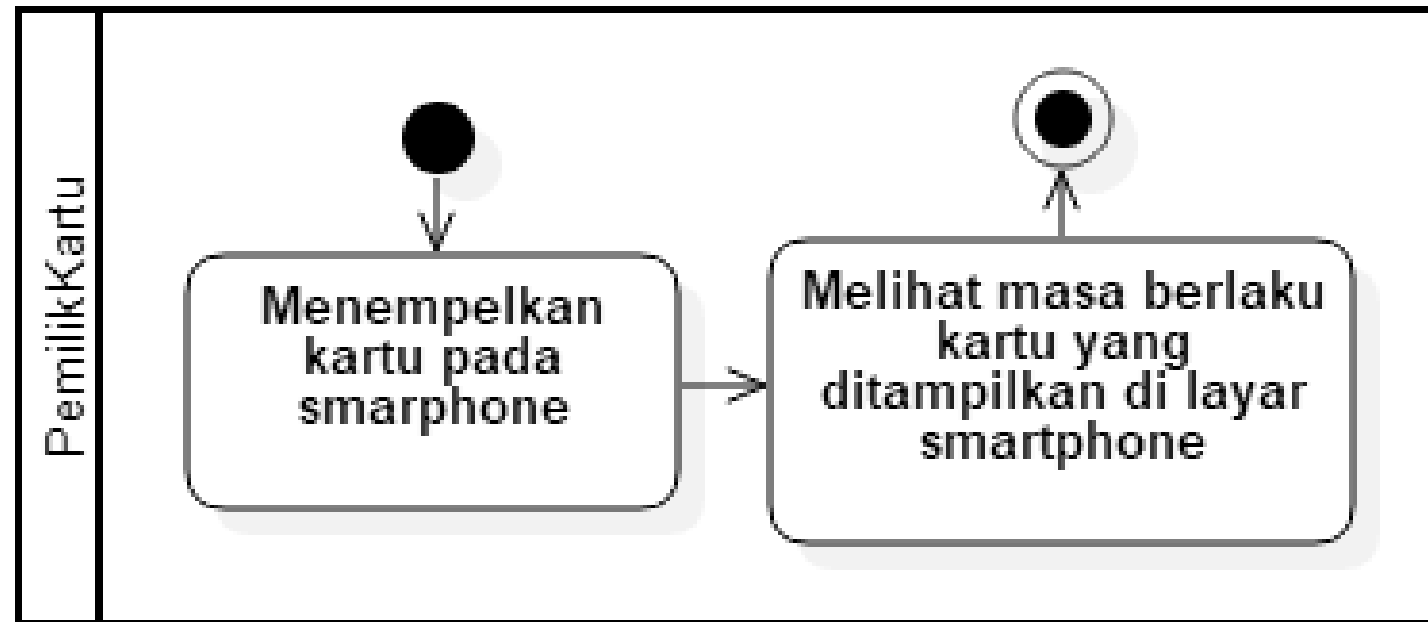 PemilikKartu
Menempelkan
kartu pada
smarphone
Melihat masa berlaku
kartu yang
ditampilkan di layar
smartphone